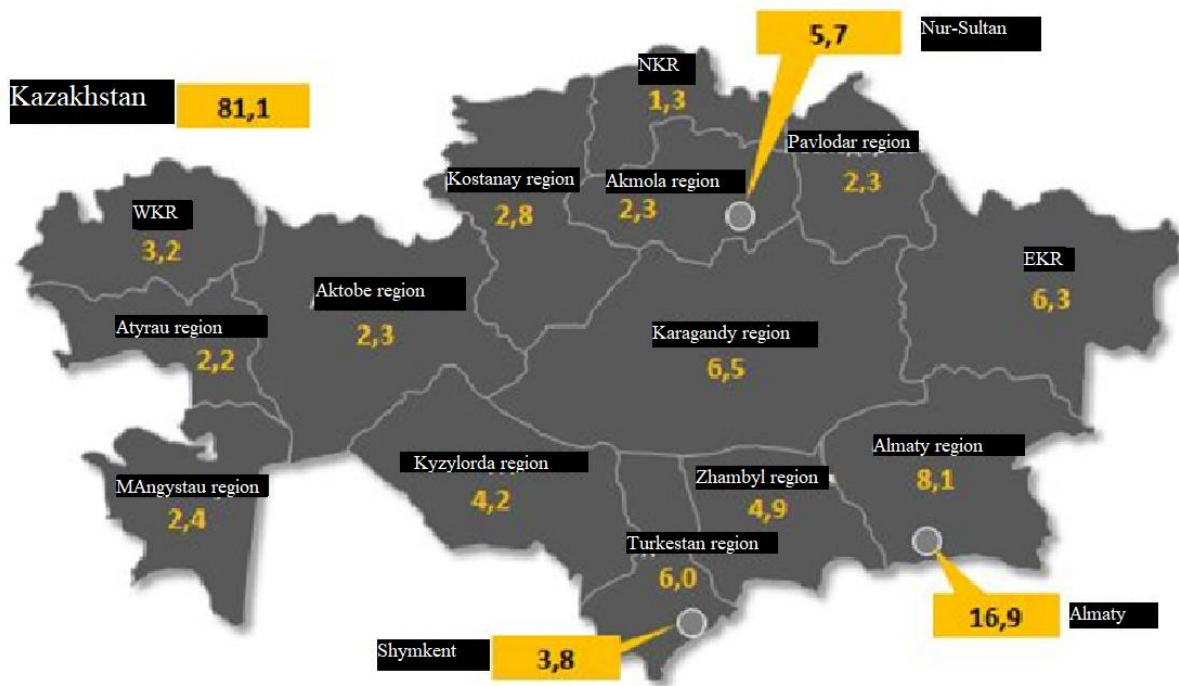 5,7
Nur-Sultan
Kazakhstan
81,1
NKR
1,3
Pavlodar region
2,3
Kostanay region
2,8
Akmola region
2,3
WKR
3,2
EKR
6,3
Aktobe region
2,3
Atyrau region
2,2
Karagandy region
6,5
Almaty region
8,1
Kyzylorda region
4,2
Zhambyl region
4,9
MAngystau region
2,4
Turkestan region
6,0
16,9
Almaty
Shymkent
3,8